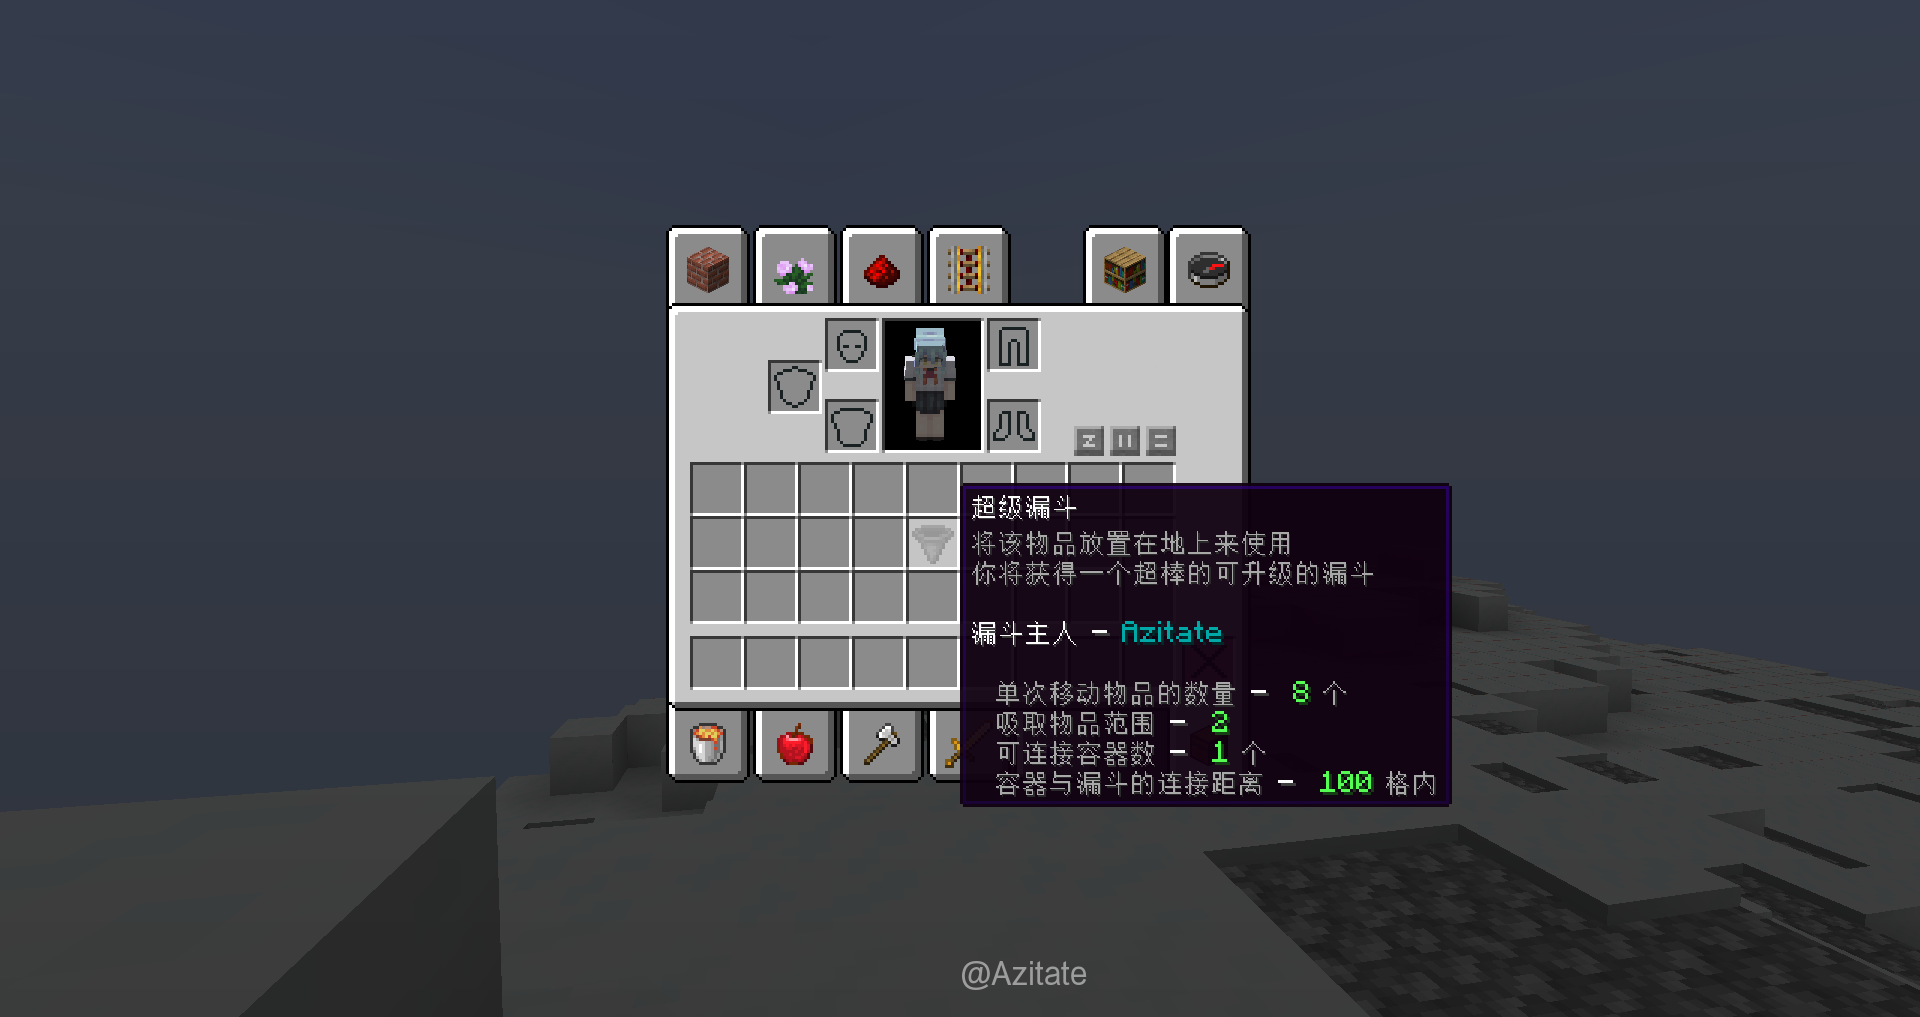 超级漏斗
将该物品放置在地上来使用
你将获得一个超棒的可升级的漏斗
漏斗主人 - Azitate
单次移动物品的数量 - 8 个
吸取物品范围 - 2
可连接容器数 - 1 个
容器与漏斗的连接距离 - 100 格内
@Azitate